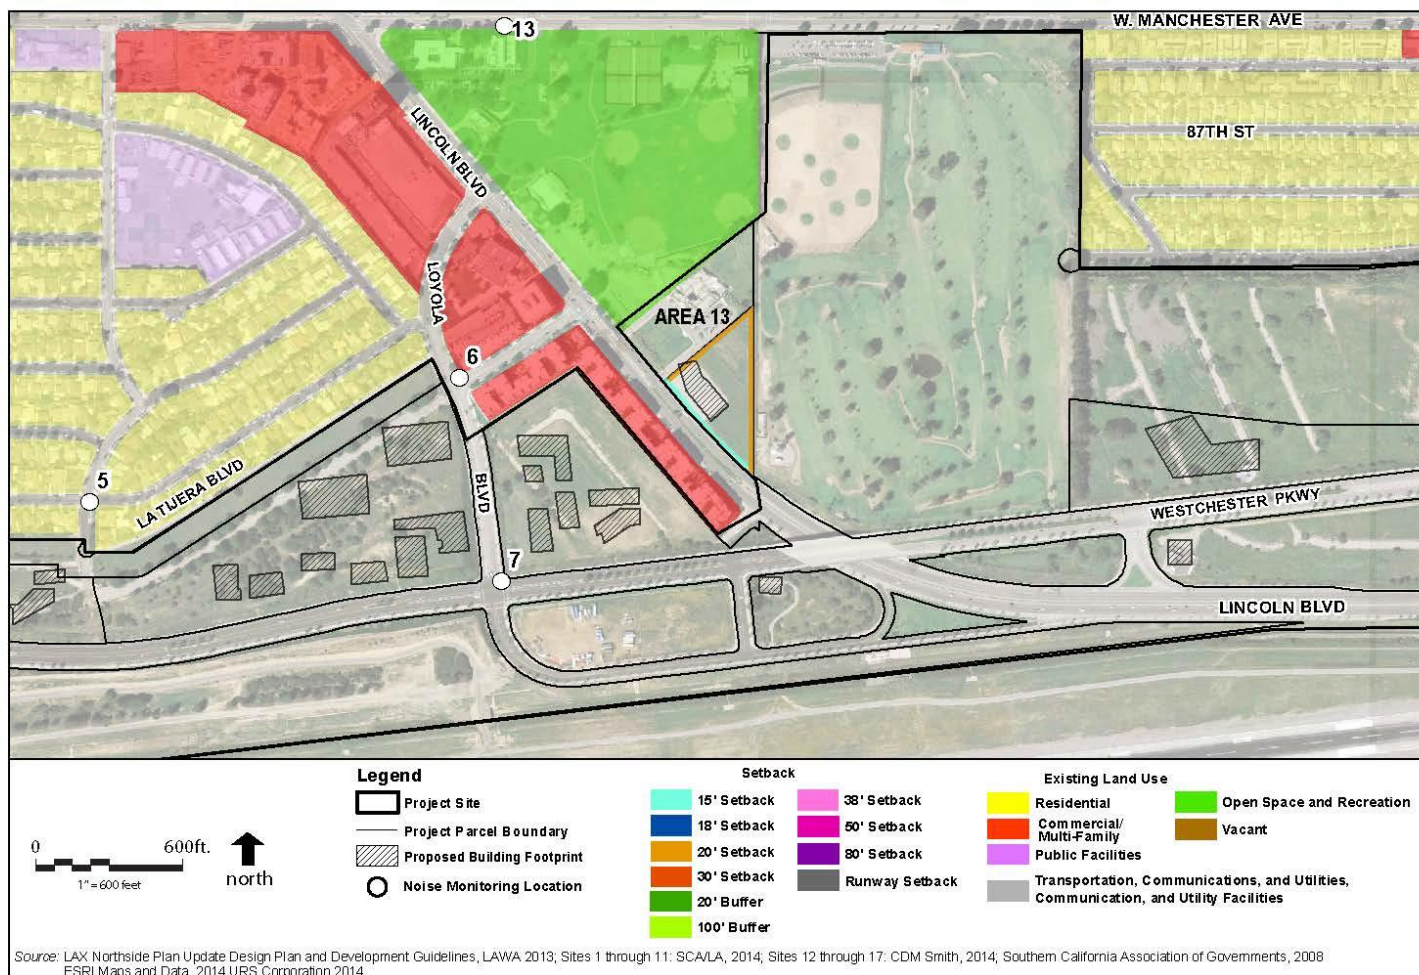 13
W. MANCHESTER AVE
LINCOLN BLVD
87TH ST
LOYOLA
AREA 13
6
5
LA TIJERA BLVD
BLVD
7
WESTCHESTER PKWY
LINCOLN BLVD
Legend
Project Site
Project Parcel Boundary
Proposed Building Footprint
Noise Monitoring Location
0 600ft.
1" = 600 feet
north
Setback
15' Setback
18' Setback
20' Setback
30' Setback
20' Buffer
100' Buffer
38' Setback
50' Setback
80' Setback
Runway Setback
Existing Land Use
Residential
Commercial/
Multi-Family
Public Facilities
Transportation, Communications, and Utilities,
Communication, and Utility Facilities
Open Space and Recreation
Vacant
Source: LAX Northside Plan Update Design Plan and Development Guidelines, LAWA 2013; Sites 1 through 11: SCA/LA, 2014; Sites 12 through 17: CDM Smith, 2014; Southern California Association of Governments, 2008
ESRI Maps and Data, 2014 URS Corporation 2014